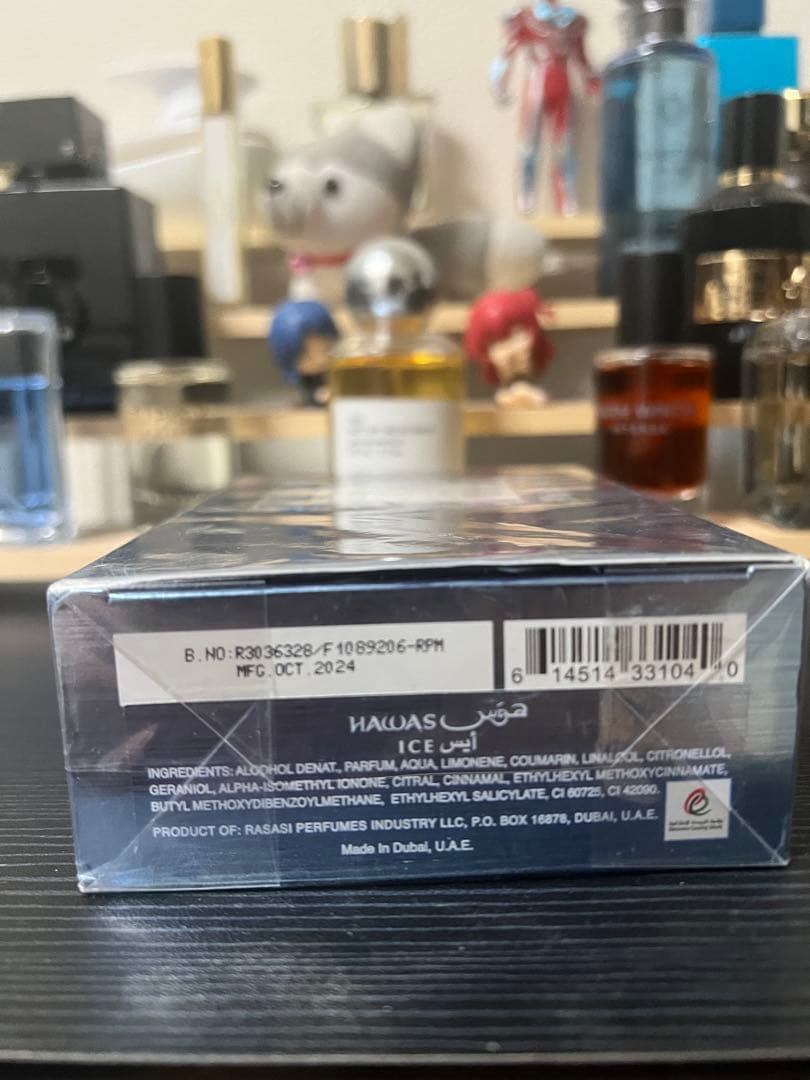 B.NO:R3036328/F1089206-RPM
MFG.OCT.2024
6 14514 33104 0
HAWAS هوس
ICE أيس
INGREDIENTS: ALCOHOL DENAT., PARFUM, AQUA, LIMONENE, COUMARIN, LINALOOL, CITRONELLOL,
GERANIOL, ALPHA-ISOMETHYL IONONE, CITRAL, CINNAMAL, ETHYLHEXYL METHOXYCINNAMATE,
BUTYL METHOXYDIBENZOYLMETHANE, ETHYLHEXYL SALICYLATE, CI 60725, CI 42090.
PRODUCT OF: RASASI PERFUMES INDUSTRY LLC, P.O. BOX 16878, DUBAI, U.A.E.
Made In Dubai, U.A.E.